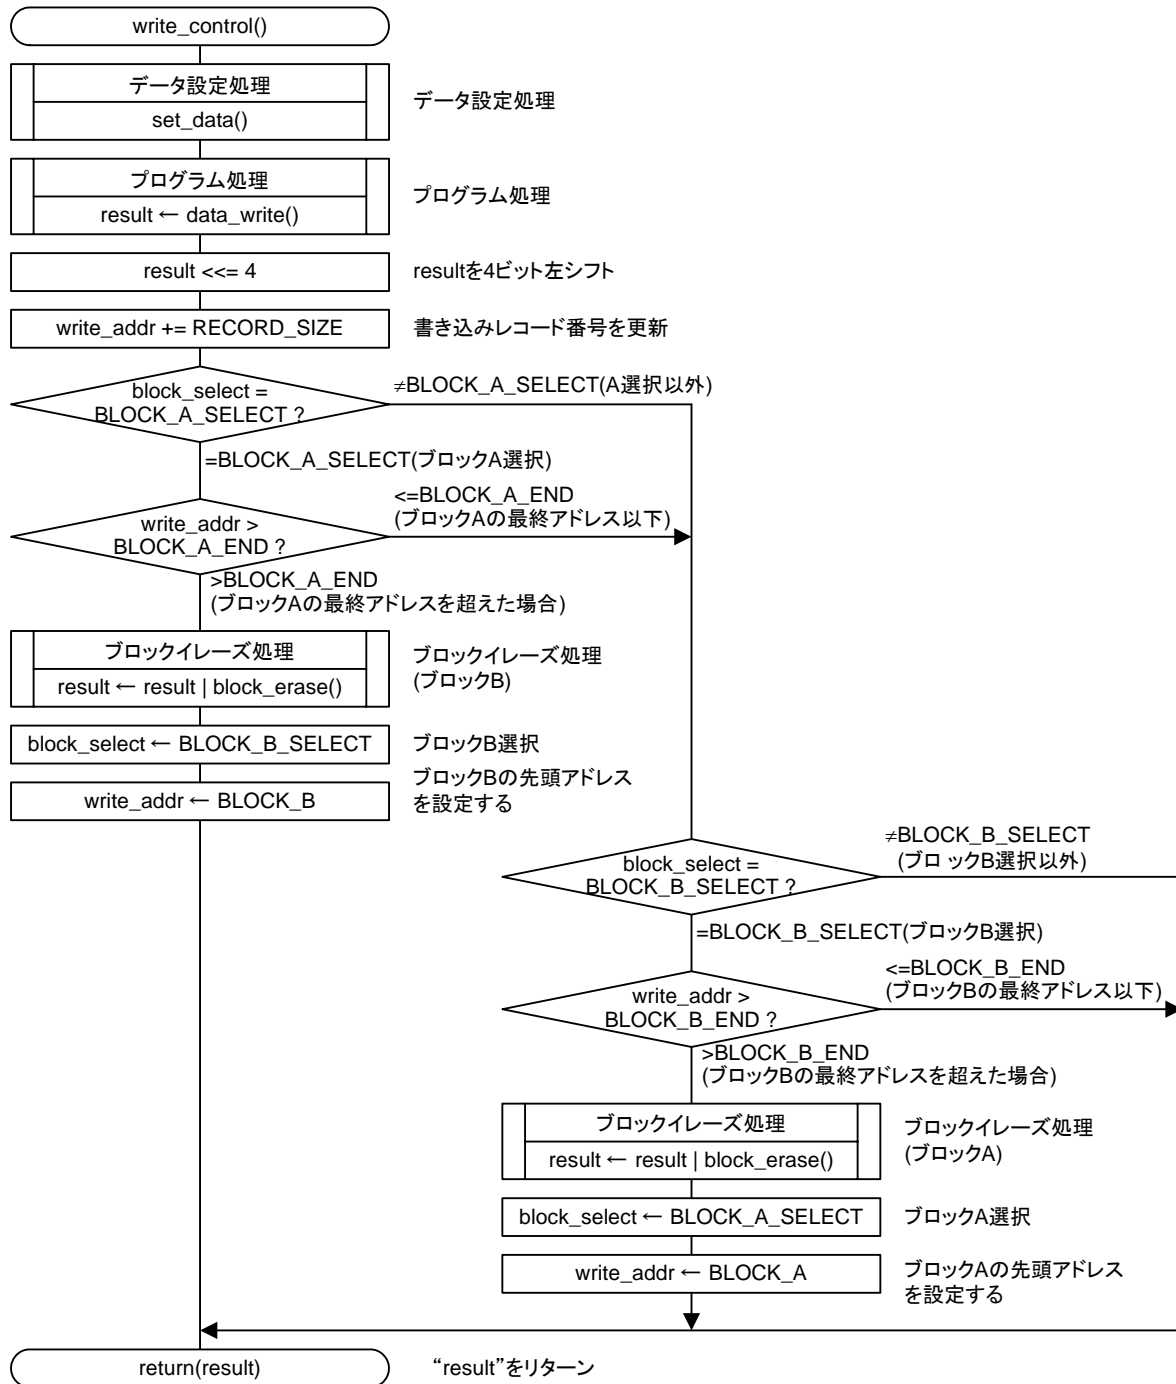 write_control()
データ設定処理
set_data()
データ設定処理
プログラム処理
result ← data_write()
プログラム処理
result <<= 4
resultを4ビット左シフト
write_addr += RECORD_SIZE
書き込みレコード番号を更新
block_select =
BLOCK_A_SELECT ?
≠BLOCK_A_SELECT(A選択以外)
=BLOCK_A_SELECT(ブロックA選択)
write_addr >
BLOCK_A_END ?
<=BLOCK_A_END
(ブロックAの最終アドレス以下)
>BLOCK_A_END
(ブロックAの最終アドレスを超えた場合)
ブロックイレーズ処理
result ← result | block_erase()
ブロックイレーズ処理
(ブロックB)
block_select ← BLOCK_B_SELECT
ブロックB選択
write_addr ← BLOCK_B
ブロックBの先頭アドレス
を設定する
block_select =
BLOCK_B_SELECT ?
≠BLOCK_B_SELECT
(ブロックB選択以外)
=BLOCK_B_SELECT(ブロックB選択)
write_addr >
BLOCK_B_END ?
<=BLOCK_B_END
(ブロックBの最終アドレス以下)
>BLOCK_B_END
(ブロックBの最終アドレスを超えた場合)
ブロックイレーズ処理
result ← result | block_erase()
ブロックイレーズ処理
(ブロックA)
block_select ← BLOCK_A_SELECT
ブロックA選択
write_addr ← BLOCK_A
ブロックAの先頭アドレス
を設定する
return(result)
“result”をリターン